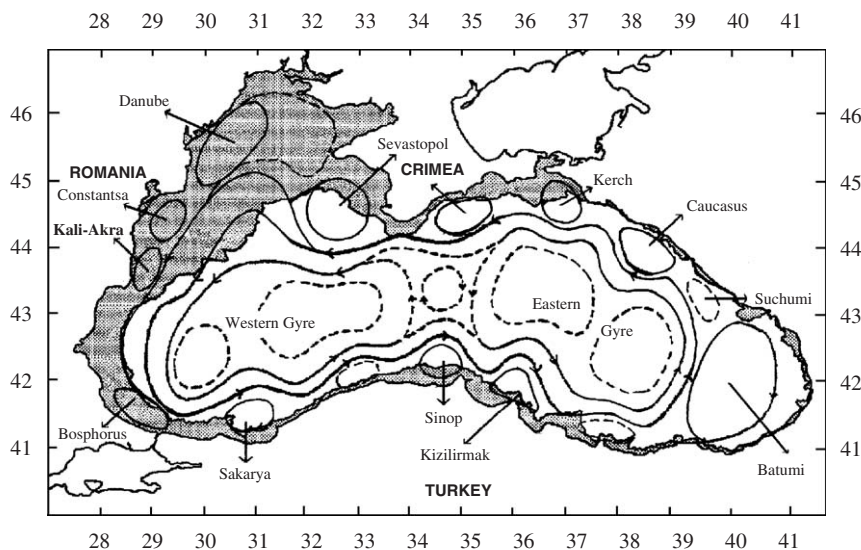 28 29 30 31 32 33 34 35 36 37 38 39 40 41
46 46
Danube
Sevastopol
ROMANIA
CRIMEA
45 45
Constantsa
Kerch
Kali-Akra
Caucasus
44 44
43 43
Suchumi
Western Gyre
Eastern
Gyre
42 42
Sinop
Bosphorus
41 41
Kizilirmak
Sakarya
Batumi
TURKEY
28 29 30 31 32 33 34 35 36 37 38 39 40 41